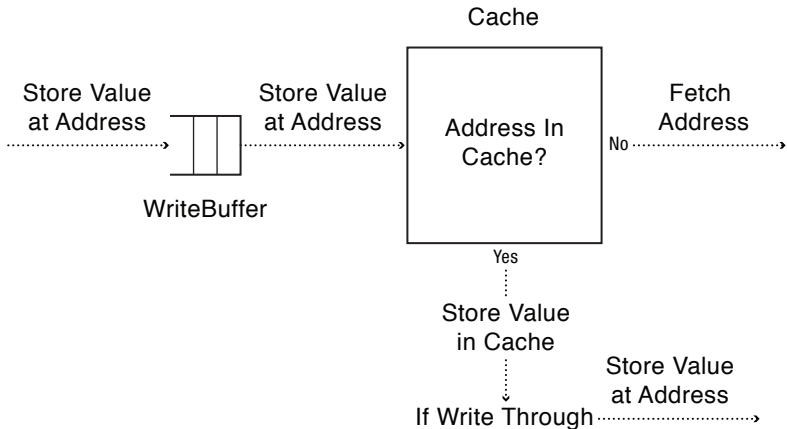 Cache
Store Value
at Address
Store Value
at Address
Address In
Cache?
Fetch
Address
No
WriteBuffer
Yes
Store Value
in Cache
Store Value
at Address
If Write Through